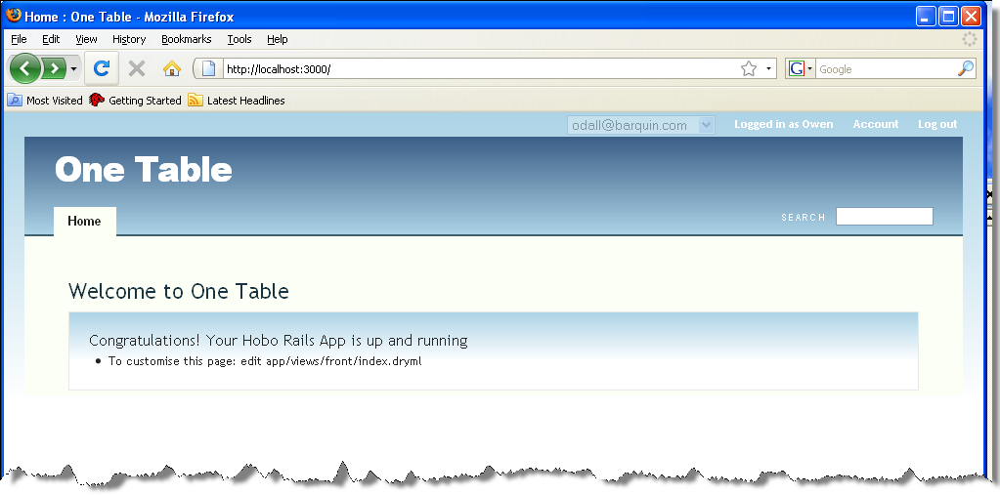 Home : One Table - Mozilla Firefox
File Edit View History Bookmarks Tools Help
http://localhost:3000/ G Google
Most Visited Getting Started Latest Headlines
odall@barquin.com Logged in as Owen Account Log out
One Table
Home SEARCH
Welcome to One Table
Congratulations! Your Hobo Rails App is up and running
• To customise this page: edit app/views/front/index.dryml